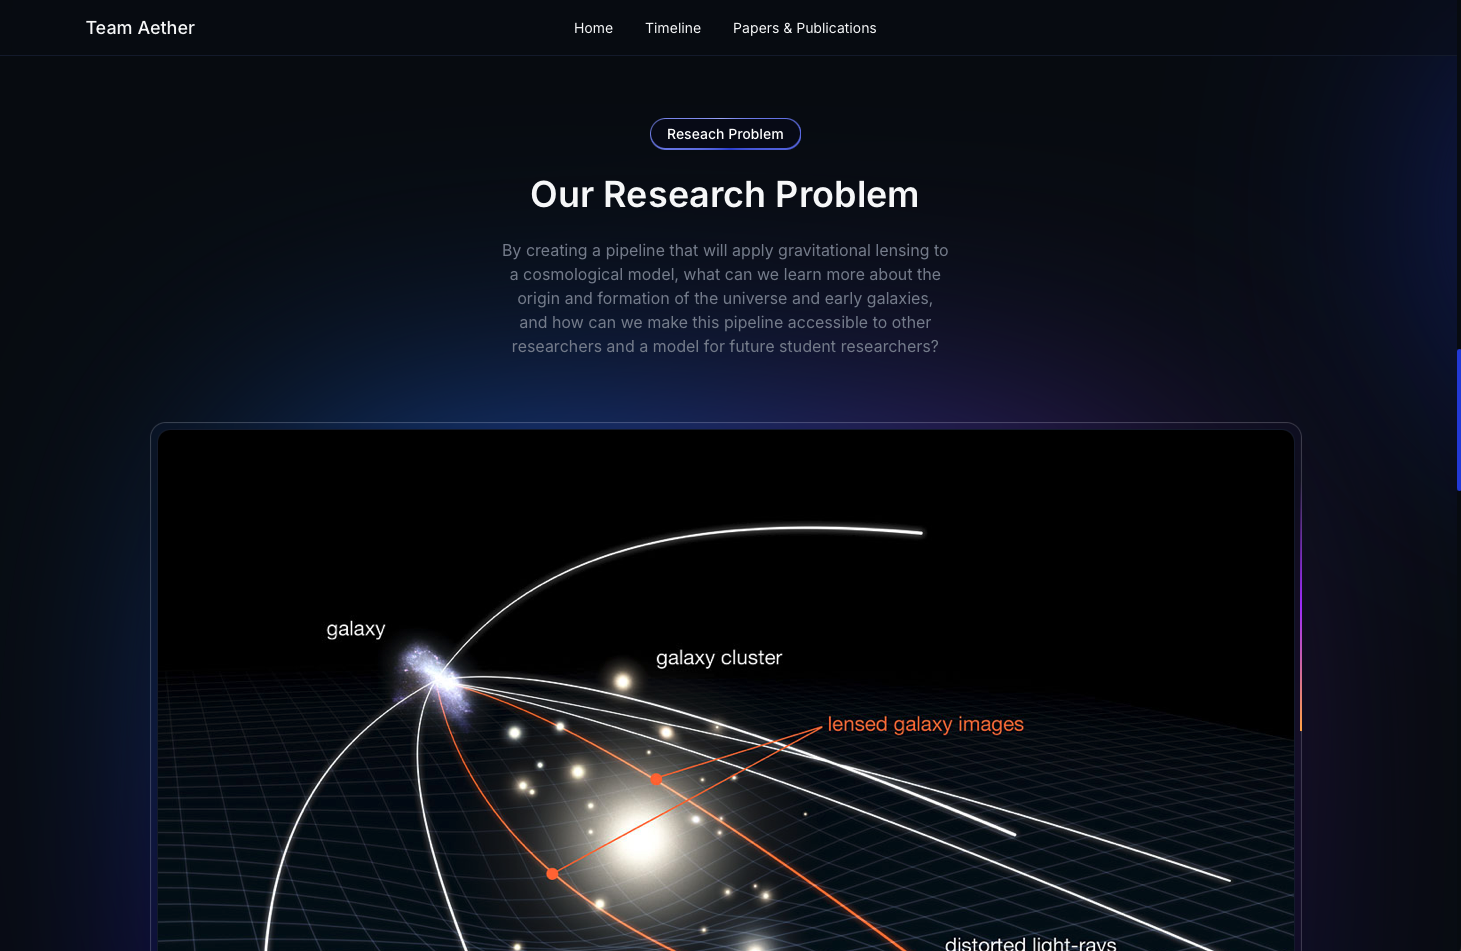 Team Aether
Home
Timeline
Papers & Publications
Reseach Problem
Our Research Problem
By creating a pipeline that will apply gravitational lensing to
a cosmological model, what can we learn more about the
origin and formation of the universe and early galaxies,
and how can we make this pipeline accessible to other
researchers and a model for future student researchers?
galaxy
galaxy cluster
lensed galaxy images
distorted light-rays